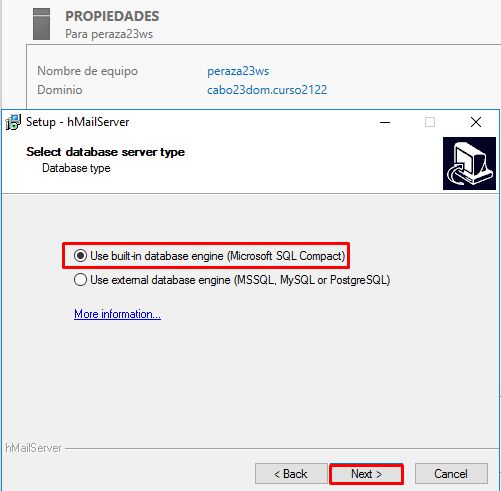 PROPIEDADES
Para peraza23ws
Nombre de equipo peraza23ws
Dominio cabo23dom.curso2122
Setup - hMailServer
Select database server type
Database type
Use built-in database engine (Microsoft SQL Compact)
Use external database engine (MSSQL, MySQL or PostgreSQL)
More information...
hMailServer
< Back Next > Cancel